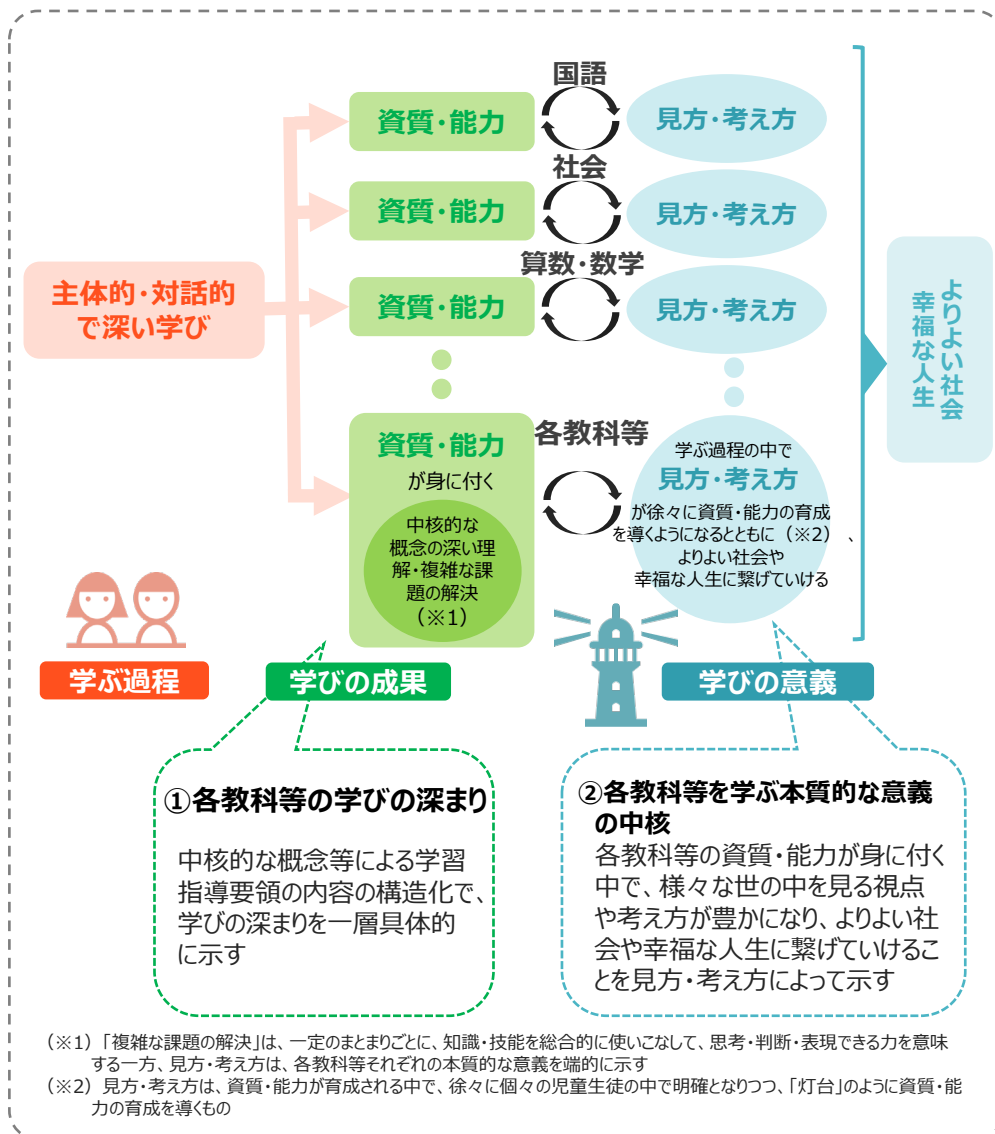 国語
資質・能力
見方・考え方
社会
資質・能力
見方・考え方
算数・数学
資質・能力
見方・考え方
主体的・対話的
で深い学び
各教科等
資質・能力
が身に付く
中核的な
概念の深い理
解・複雑な課
題の解決
（※1）
学ぶ過程の中で
見方・考え方
が徐々に資質・能力の育成
を導くようになるとともに（※2）、
よりよい社会や
幸福な人生に繋げていける
よりよい社会
幸福な人生
学ぶ過程
学びの成果
学びの意義
①各教科等の学びの深まり
中核的な概念等による学習
指導要領の内容の構造化で、
学びの深まりを一層具体的
に示す
②各教科等を学ぶ本質的な意義
の中核
各教科等の資質・能力が身に付く
中で、様々な世の中を見る視点
や考え方が豊かになり、よりよい社
会や幸福な人生に繋げていけるこ
とを見方・考え方によって示す
（※1）「複雑な課題の解決」は、一定のまとまりごとに、知識・技能を総合的に使いこなして、思考・判断・表現できる力を意味
する一方、見方・考え方は、各教科等それぞれの本質的な意義を端的に示す
（※2）見方・考え方は、資質・能力が育成される中で、徐々に個々の児童生徒の中で明確となりつつ、「灯台」のように資質・能
力の育成を導くもの